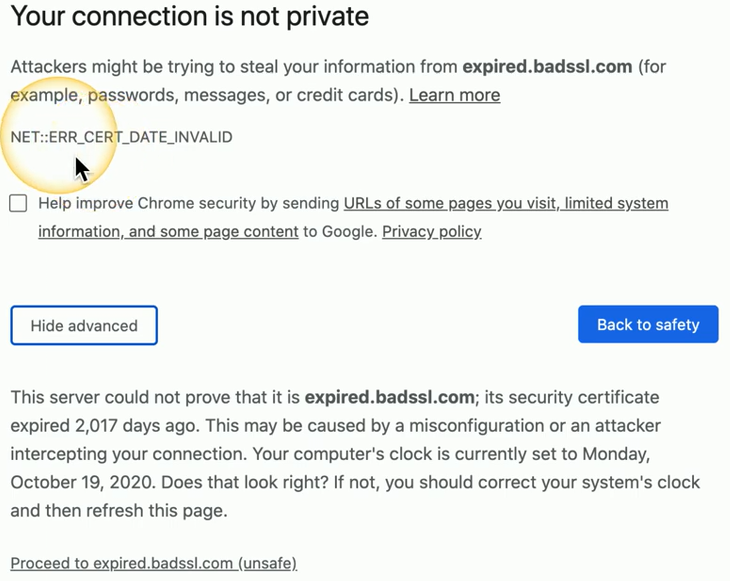 Your connection is not private
Attackers might be trying to steal your information from expired.badssl.com (for
example, passwords, messages, or credit cards). Learn more
NET::ERR_CERT_DATE_INVALID
Help improve Chrome security by sending URLs of some pages you visit, limited system
information, and some page content to Google. Privacy policy
Hide advanced
Back to safety
This server could not prove that it is expired.badssl.com; its security certificate
expired 2,017 days ago. This may be caused by a misconfiguration or an attacker
intercepting your connection. Your computer's clock is currently set to Monday,
October 19, 2020. Does that look right? If not, you should correct your system's clock
and then refresh this page.
Proceed to expired.badssl.com (unsafe)